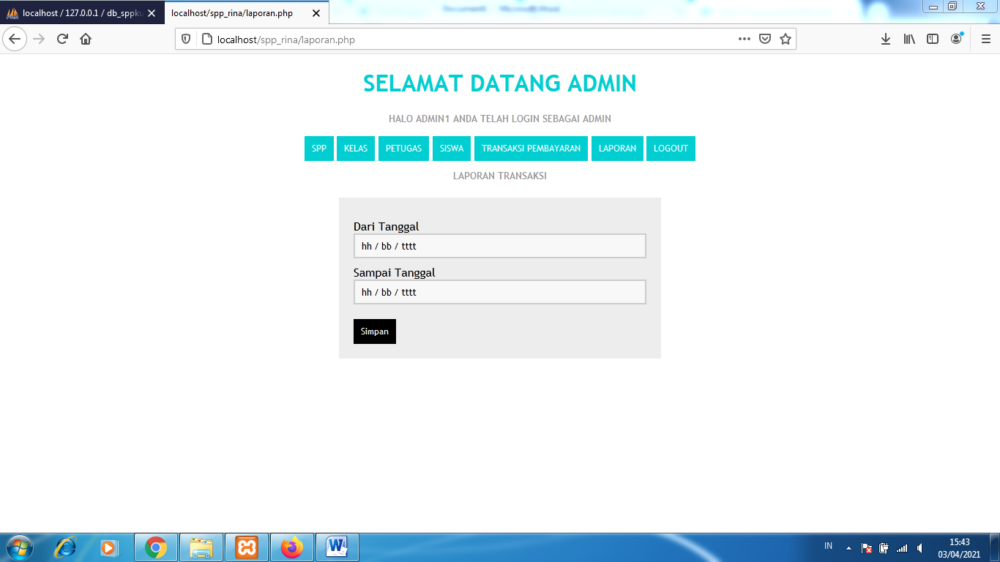 localhost / 127.0.0.1 / db_sppku
localhost/spp_rina/laporan.php
localhost/spp_rina/laporan.php
SELAMAT DATANG ADMIN
HALO ADMIN1 ANDA TELAH LOGIN SEBAGAI ADMIN
SPP KELAS PETUGAS SISWA TRANSAKSI PEMBAYARAN LAPORAN LOGOUT
LAPORAN TRANSAKSI
Dari Tanggal
hh / bb / tttt
Sampai Tanggal
hh / bb / tttt
Simpan
IN
15:43
03/04/2021